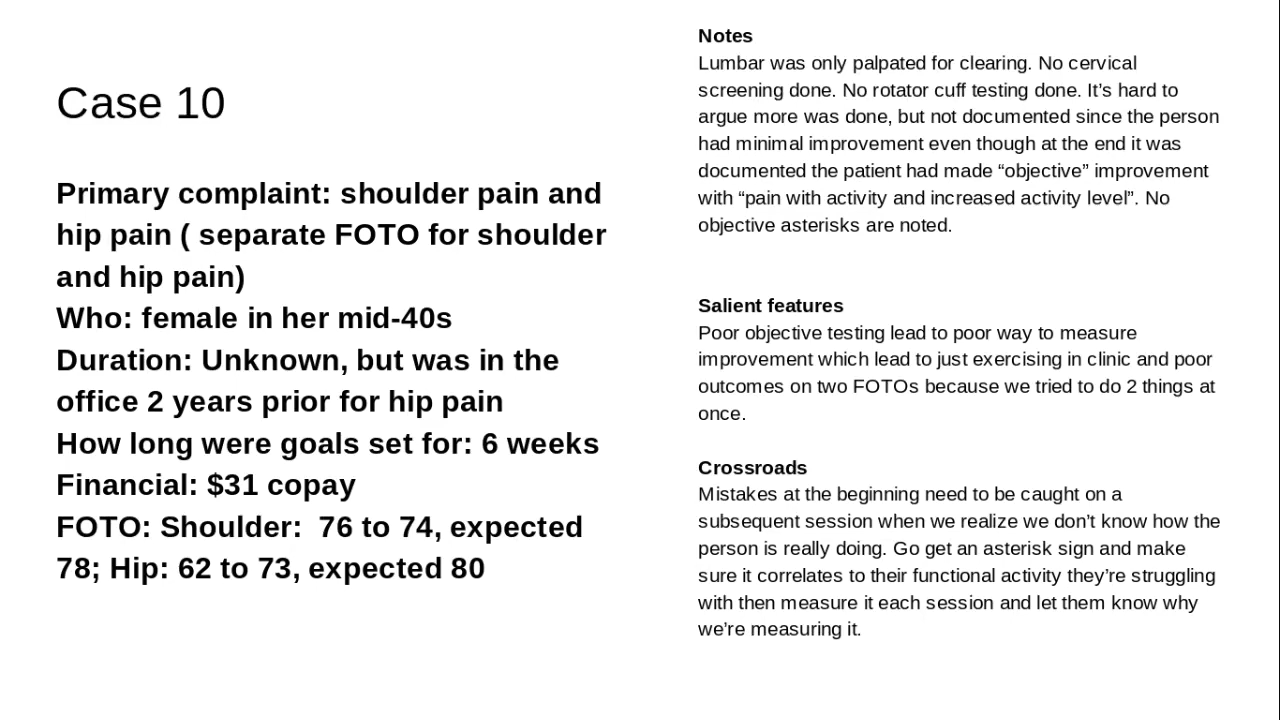 Case 10
Primary complaint: shoulder pain and
hip pain ( separate FOTO for shoulder
and hip pain)
Who: female in her mid-40s
Duration: Unknown, but was in the
office 2 years prior for hip pain
How long were goals set for: 6 weeks
Financial: $31 copay
FOTO: Shoulder:  76 to 74, expected
78; Hip: 62 to 73, expected 80
Notes
Lumbar was only palpated for clearing. No cervical
screening done. No rotator cuff testing done. It’s hard to
argue more was done, but not documented since the person
had minimal improvement even though at the end it was
documented the patient had made “objective” improvement
with “pain with activity and increased activity level”. No
objective asterisks are noted.
Salient features
Poor objective testing lead to poor way to measure
improvement which lead to just exercising in clinic and poor
outcomes on two FOTOs because we tried to do 2 things at
once.
Crossroads
Mistakes at the beginning need to be caught on a
subsequent session when we realize we don’t know how the
person is really doing. Go get an asterisk sign and make
sure it correlates to their functional activity they’re struggling
with then measure it each session and let them know why
we’re measuring it.